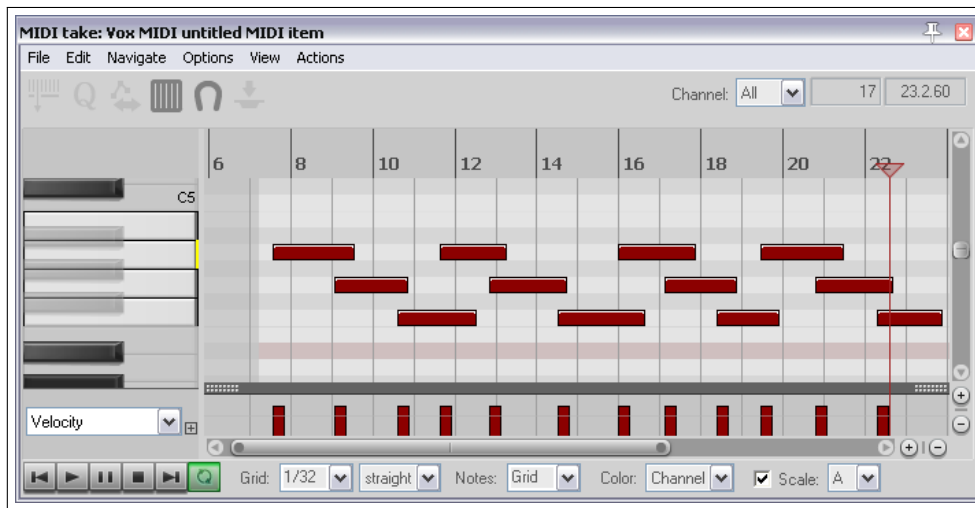 MIDI take: Vox MIDI untitled MIDI item
File Edit Navigate Options View Actions
Q Channel: All 17 23.2.60
6 8 10 12 14 16 18 20 22
C5
Velocity
Grid: 1/32 straight Notes: Grid Color: Channel Scale: A